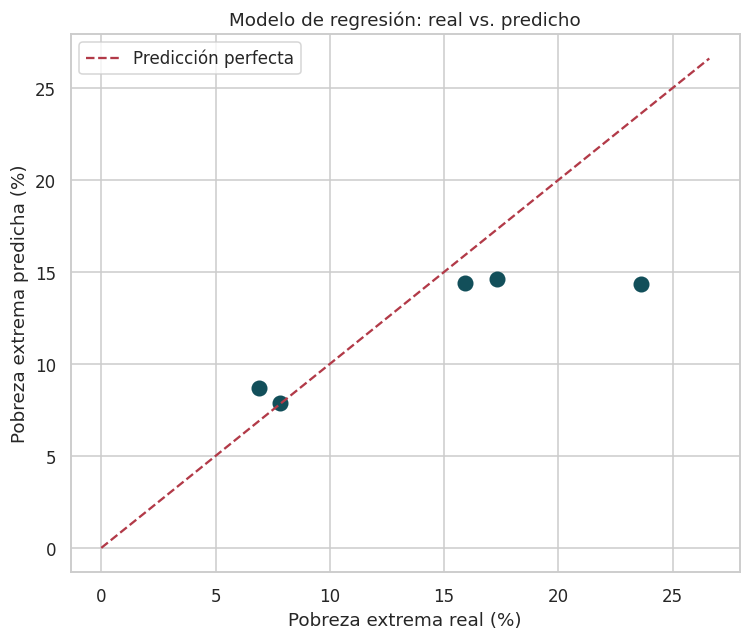 Modelo de regresión: real vs. predicho
Predicción perfecta
Pobreza extrema predicha (%)
25
20
15
10
5
0
0 5 10 15 20 25
Pobreza extrema real (%)